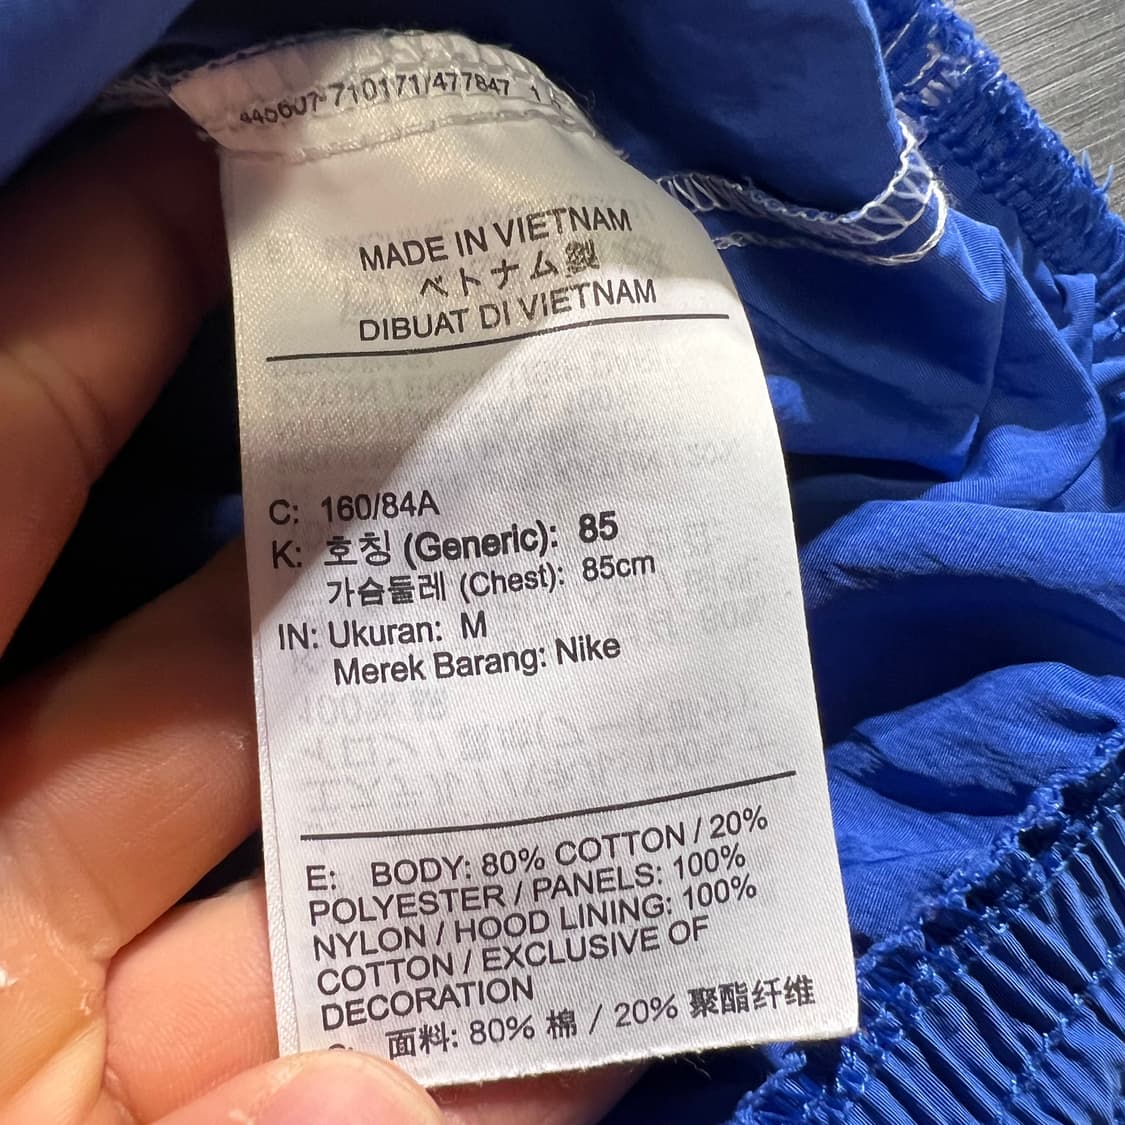 710171/477847
MADE IN VIETNAM
ベトナム製
DIBUAT DI VIETNAM
C: 160/84A
K: 호칭 (Generic): 85
가슴둘레 (Chest): 85cm
IN: Ukuran: M
Merek Barang: Nike
E: BODY: 80% COTTON / 20%
POLYESTER / PANELS: 100%
NYLON / HOOD LINING: 100%
COTTON / EXCLUSIVE OF
DECORATION
面料: 80% 棉 / 20% 聚酯纤维